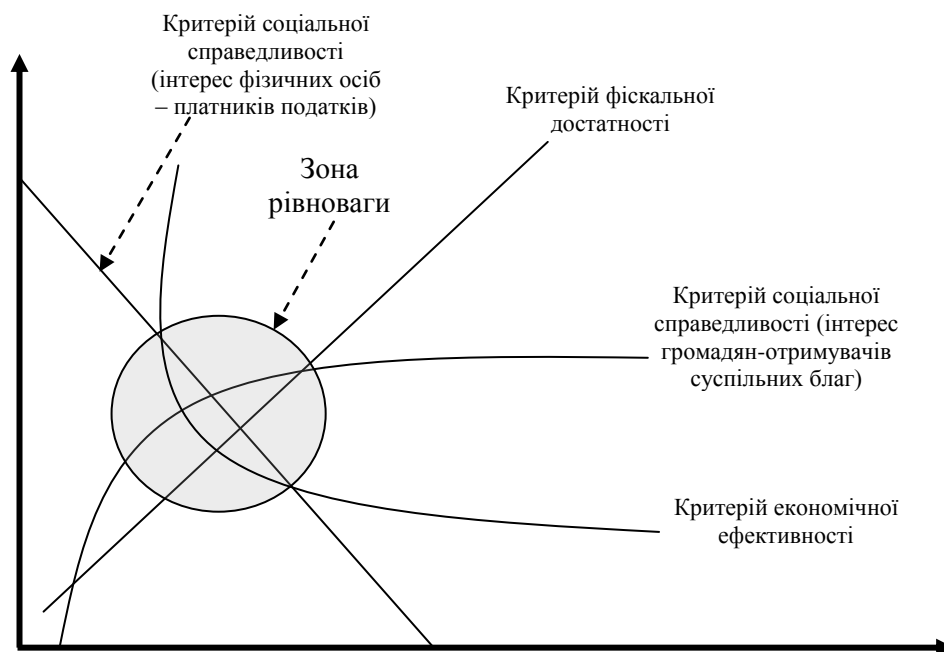 Критерій соціальної
справедливості
(інтерес фізичних осіб
– платників податків)
Критерій фіскальної
достатності
Зона
рівноваги
Критерій соціальної
справедливості (інтерес
громадян-отримувачів
суспільних благ)
Критерій економічної
ефективності